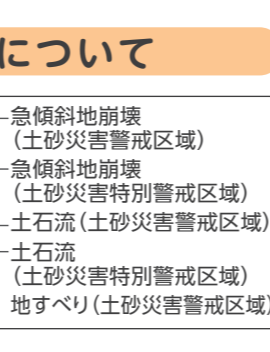 について
急傾斜地崩壊
(土砂災害警戒区域)
急傾斜地崩壊
(土砂災害特別警戒区域)
土石流(土砂災害警戒区域)
土石流
(土砂災害特別警戒区域)
地すべり(土砂災害警戒区域)